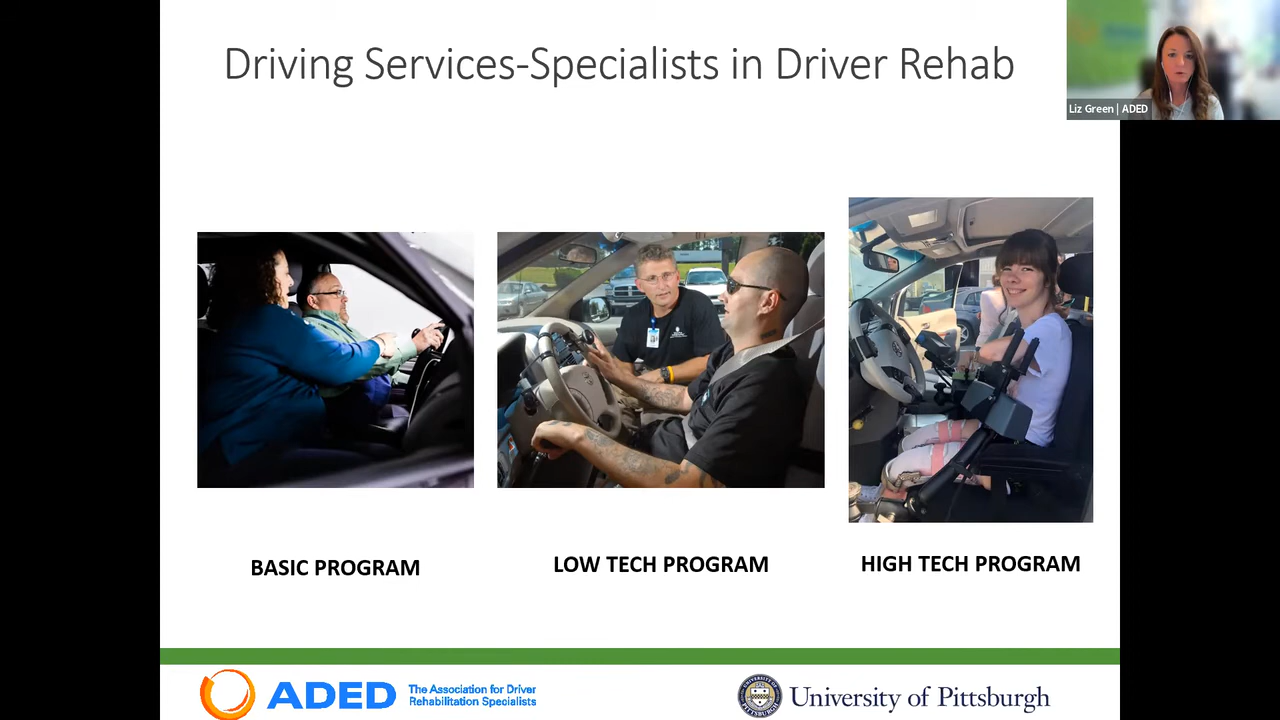 Driving Services-Specialists in Driver Rehab
Liz Green | ADED
BASIC PROGRAM
LOW TECH PROGRAM
HIGH TECH PROGRAM
ADED
The Association for Driver
Rehabilitation Specialists
University of Pittsburgh